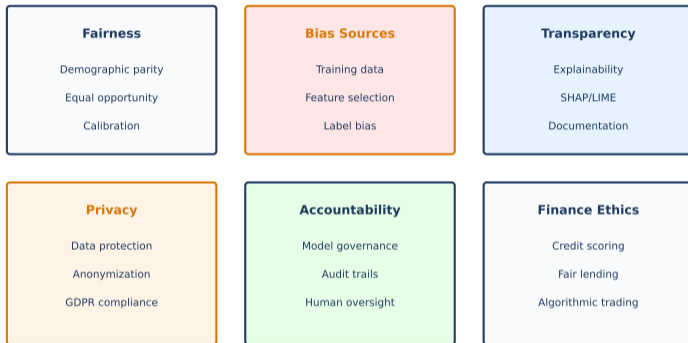 Fairness
Demographic parity
Equal opportunity
Calibration
Bias Sources
Training data
Feature selection
Label bias
Transparency
Explainability
SHAP/LIME
Documentation
Privacy
Data protection
Anonymization
GDPR compliance
Accountability
Model governance
Audit trails
Human oversight
Finance Ethics
Credit scoring
Fair lending
Algorithmic trading